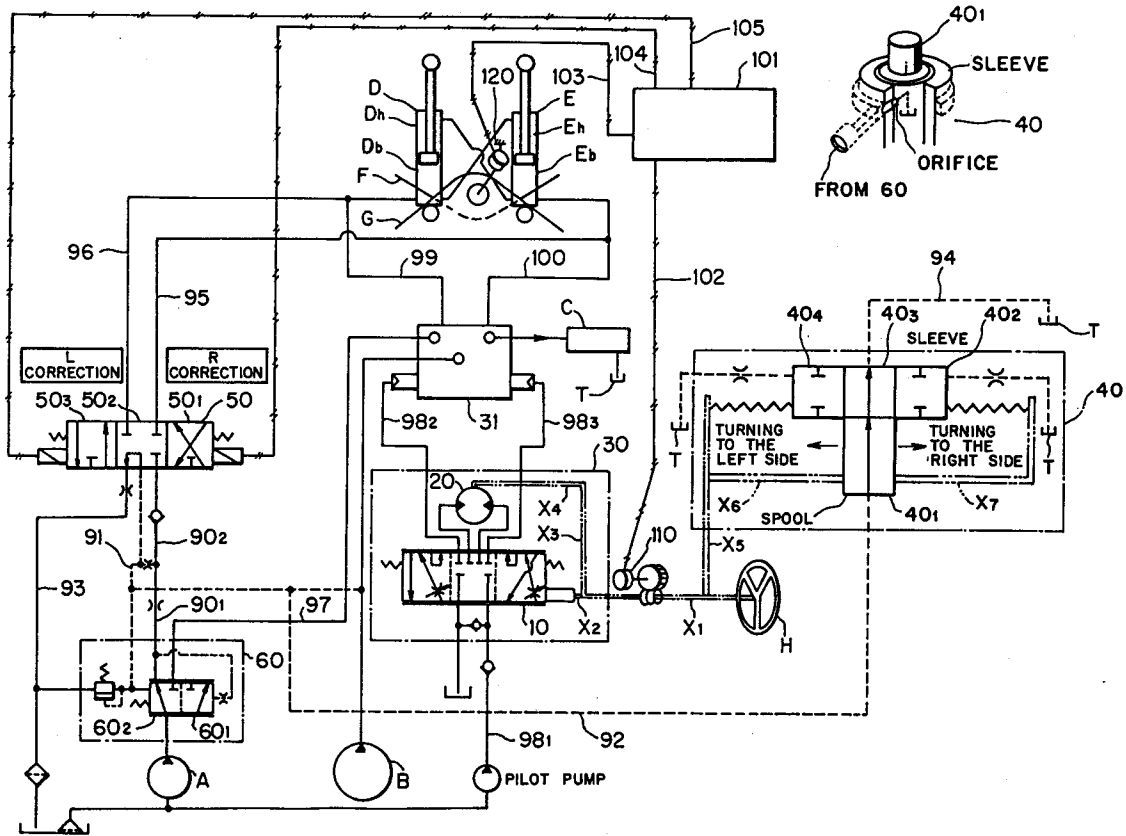 105
104
103
101
120
40₁
SLEEVE
40
ORIFICE
FROM 60
D
Dh
Db
F
G
E
Eh
Eb
96
95
99
100
102
94
C
T
T
L
CORRECTION
R
CORRECTION
50₃
50₂
50₁
50
31
98₂
98₃
40₄
40₃
40₂
SLEEVE
40
TURNING
TO THE
LEFT SIDE
TURNING
TO THE
RIGHT SIDE
T
T
X₆
X₇
SPOOL
40₁
30
20
X₄
X₃
X₅
110
10
X₂
X₁
H
93
91
90₂
90₁
97
60
60₂
60₁
92
98₁
A
B
PILOT PUMP